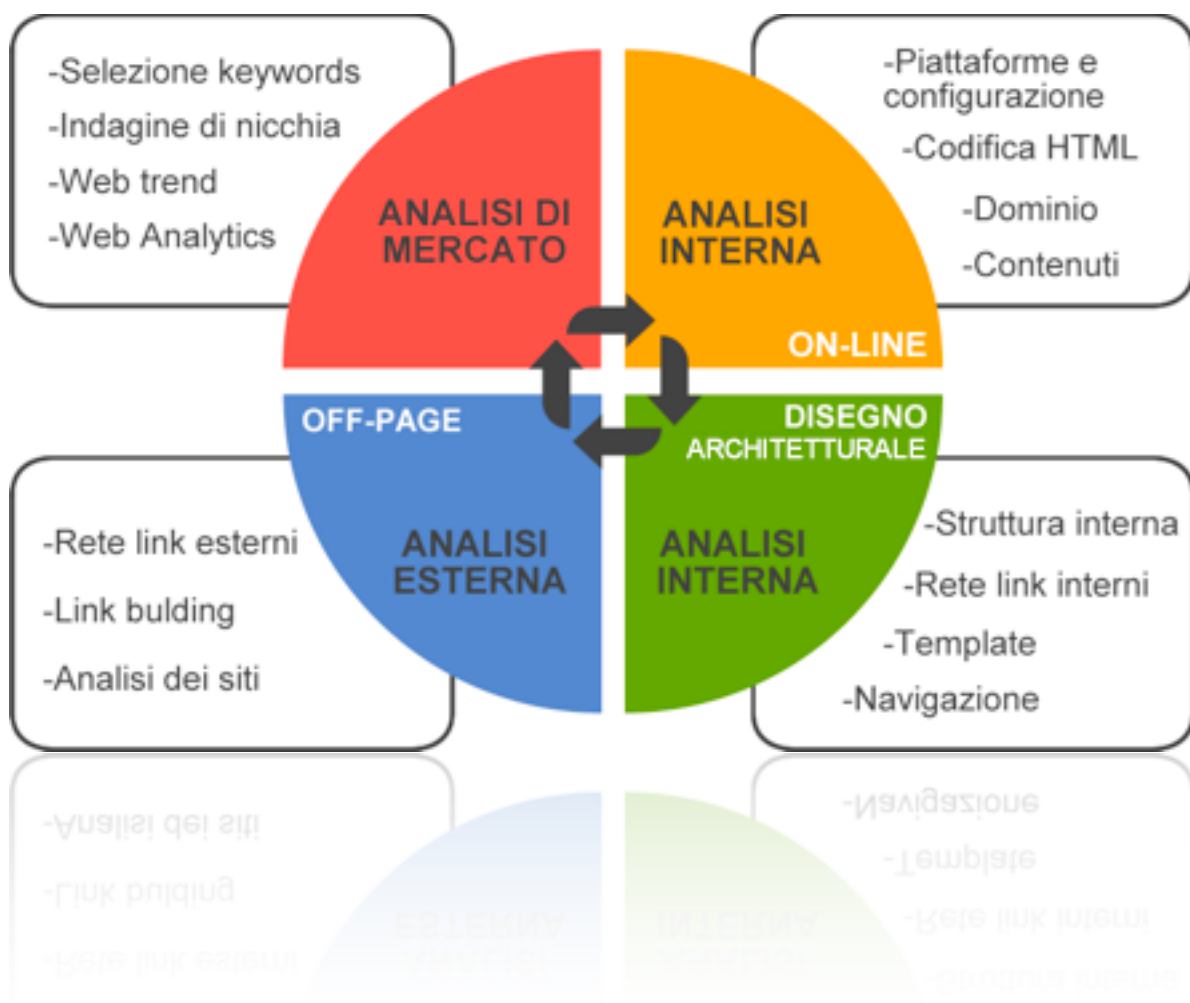 -Selezione keywords
-Indagine di nicchia
-Web trend
-Web Analytics
ANALISI DI
MERCATO
ANALISI
INTERNA
ON-LINE
-Piattaforme e
configurazione
-Codifica HTML
-Dominio
-Contenuti
OFF-PAGE
ANALISI
ESTERNA
-Rete link esterni
-Link bulding
-Analisi dei siti
DISEGNO
ARCHITETTURALE
ANALISI
INTERNA
-Struttura interna
-Rete link interni
-Template
-Navigazione